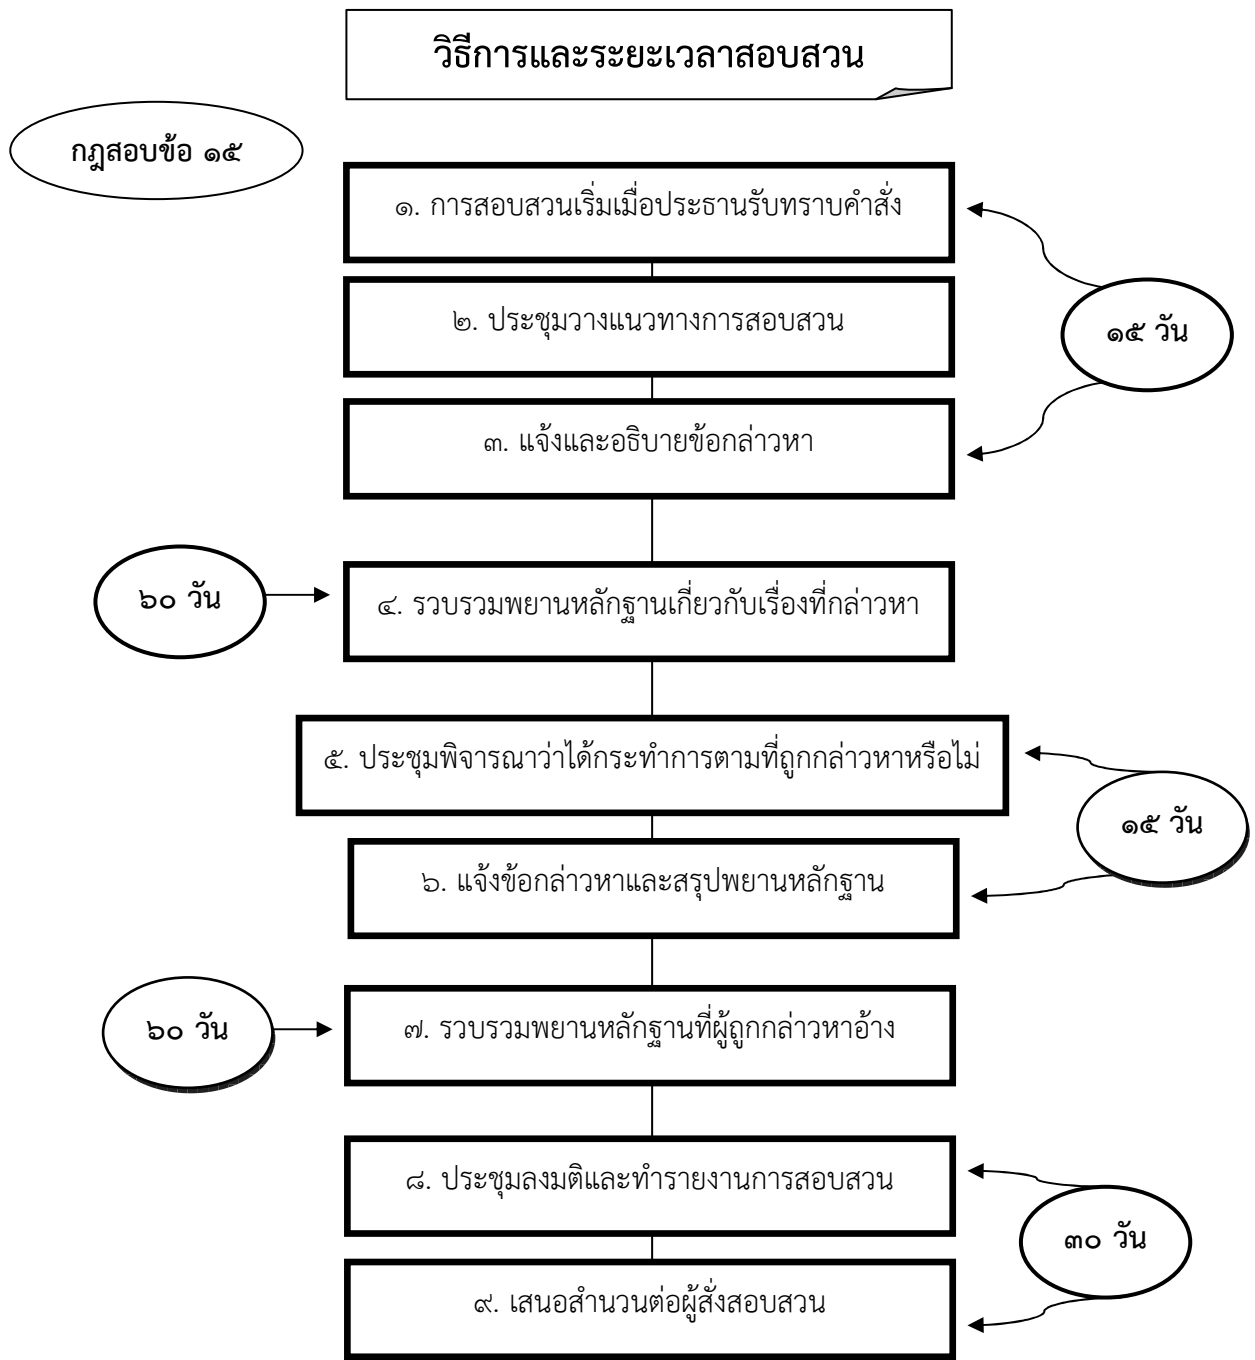 วิธีการและระยะเวลาสอบสวน
กฎสอบข้อ ๑๕
๑. การสอบสวนเริ่มเมื่อประธานรับทราบคำสั่ง
๒. ประชุมวางแนวทางการสอบสวน
๑๕ วัน
๓. แจ้งและอธิบายข้อกล่าวหา
๖๐ วัน
๔. รวบรวมพยานหลักฐานเกี่ยวกับเรื่องที่กล่าวหา
๕. ประชุมพิจารณาว่าได้กระทำการตามที่ถูกกล่าวหาหรือไม่
๑๕ วัน
๖. แจ้งข้อกล่าวหาและสรุปพยานหลักฐาน
๖๐ วัน
๗. รวบรวมพยานหลักฐานที่ผู้ถูกกล่าวหาอ้าง
๘. ประชุมลงมติและทำรายงานการสอบสวน
๓๐ วัน
๙. เสนอสำนวนต่อผู้สั่งสอบสวน